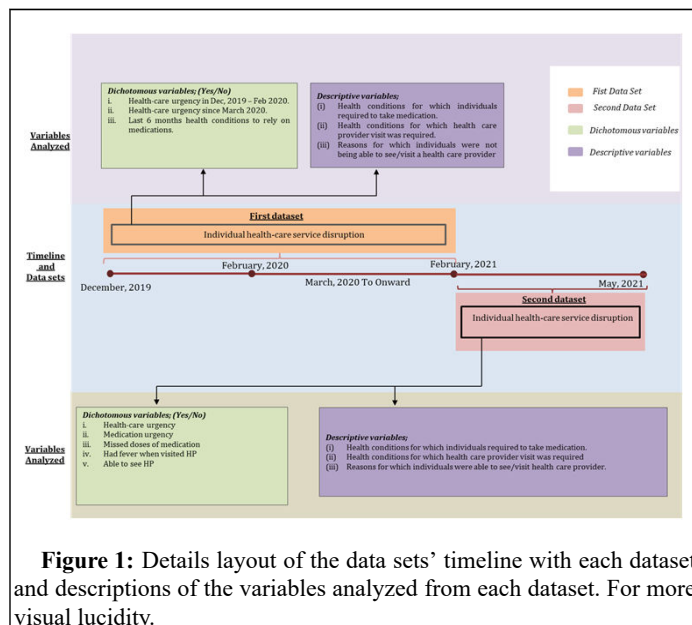 Dichotomous variables; (Yes/No)
i. Health-care urgency in Dec, 2019 – Feb 2020.
ii. Health-care urgency since March 2020.
iii. Last 6 months health conditions to rely on
medications.
Descriptive variables;
(i) Health conditions for which individuals
required to take medication.
(ii) Health conditions for which health care
provider visit was required.
(iii) Reasons for which individuals were not
being able to see/visit a health care provider
Fist Data Set
Second Data Set
Dichotomous variables
Descriptive variables
Variables
Analyzed
First dataset
Individual health-care service disruption
Timeline
and
Data sets
December, 2019
February, 2020
March, 2020 To Onward
February, 2021
May, 2021
Second dataset
Individual health-care service disruption
Variables
Analyzed
Dichotomous variables; (Yes/No)
i. Health-care urgency
ii. Medication urgency
iii. Missed doses of medication
iv. Had fever when visited HP
v. Able to see HP
Descriptive variables;
(i) Health conditions for which individuals required to take medication.
(ii) Health conditions for which health care provider visit was required
(iii) Reasons for which individuals were able to see/visit health care provider.
Figure 1: Details layout of the data sets' timeline with each dataset
and descriptions of the variables analyzed from each dataset. For more
visual lucidity.